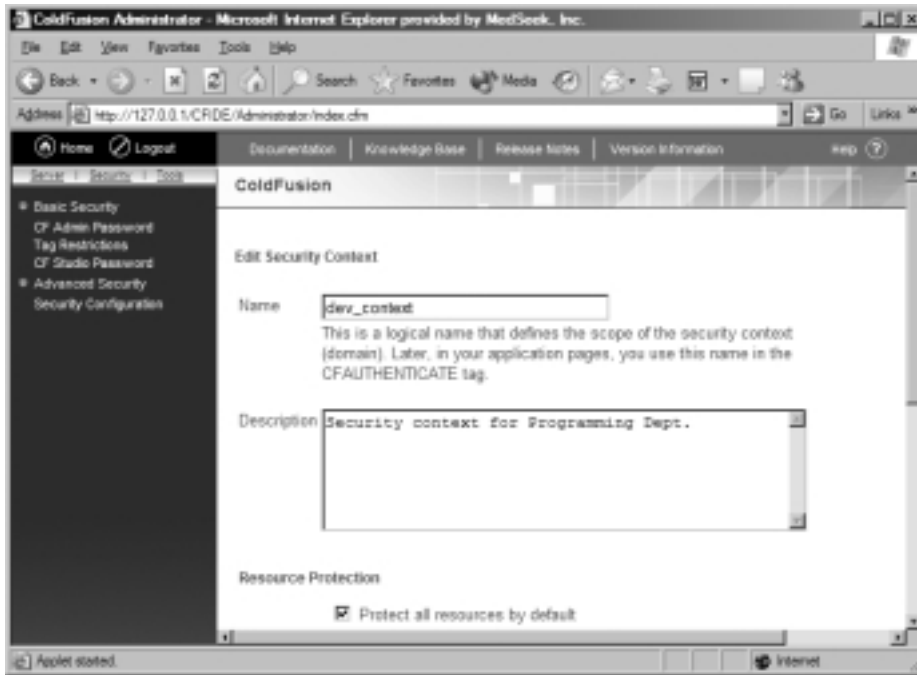 ColdFusion Administrator - Microsoft Internet Explorer provided by MedSeek, Inc.
File Edit View Favorites Tools Help
Back Search Favorites Media
Address http://127.0.0.1/CFIDE/Administrator/index.cfm Go Links »
Home Logout Documentation | Knowledge Base | Release Notes | Version Information Help ?
Server | Security | Tools
ColdFusion
Basic Security
CF Admin Password
Tag Restrictions
CF Studio Password
Advanced Security
Security Configuration
Edit Security Context
Name dev_context
This is a logical name that defines the scope of the security context
(domain). Later, in your application pages, you use this name in the
CFAUTHENTICATE tag.
Description Security context for Programming Dept.
Resource Protection
Protect all resources by default
Applet started. Internet